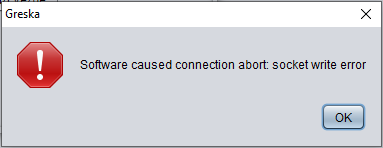 Greska
Software caused connection abort: socket write error
OK